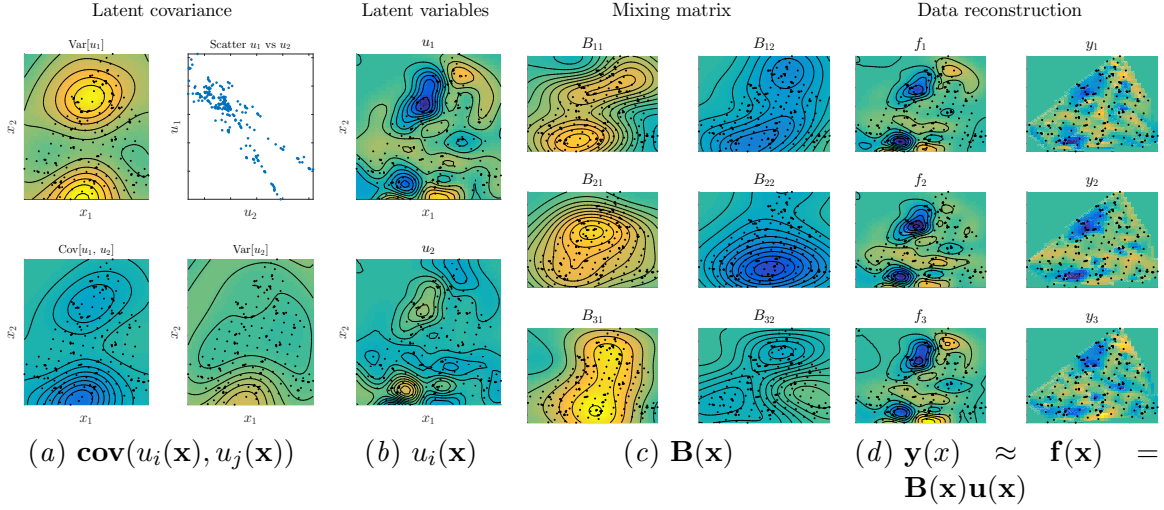 Latent covariance
Latent variables
Mixing matrix
Data reconstruction
Var[u₁]
Scatter u₁ vs u₂
x₂
x₁
u₁
u₂
Cov[u₁, u₂]
Var[u₂]
x₂
x₁
x₁
u₁
x₂
x₁
u₂
x₂
x₁
B₁₁
B₁₂
B₂₁
B₂₂
B₃₁
B₃₂
f₁
y₁
f₂
y₂
f₃
y₃
(a) cov(uᵢ(x), uⱼ(x))
(b) uᵢ(x)
(c) B(x)
(d) y(x) ≈ f(x) =
B(x)u(x)